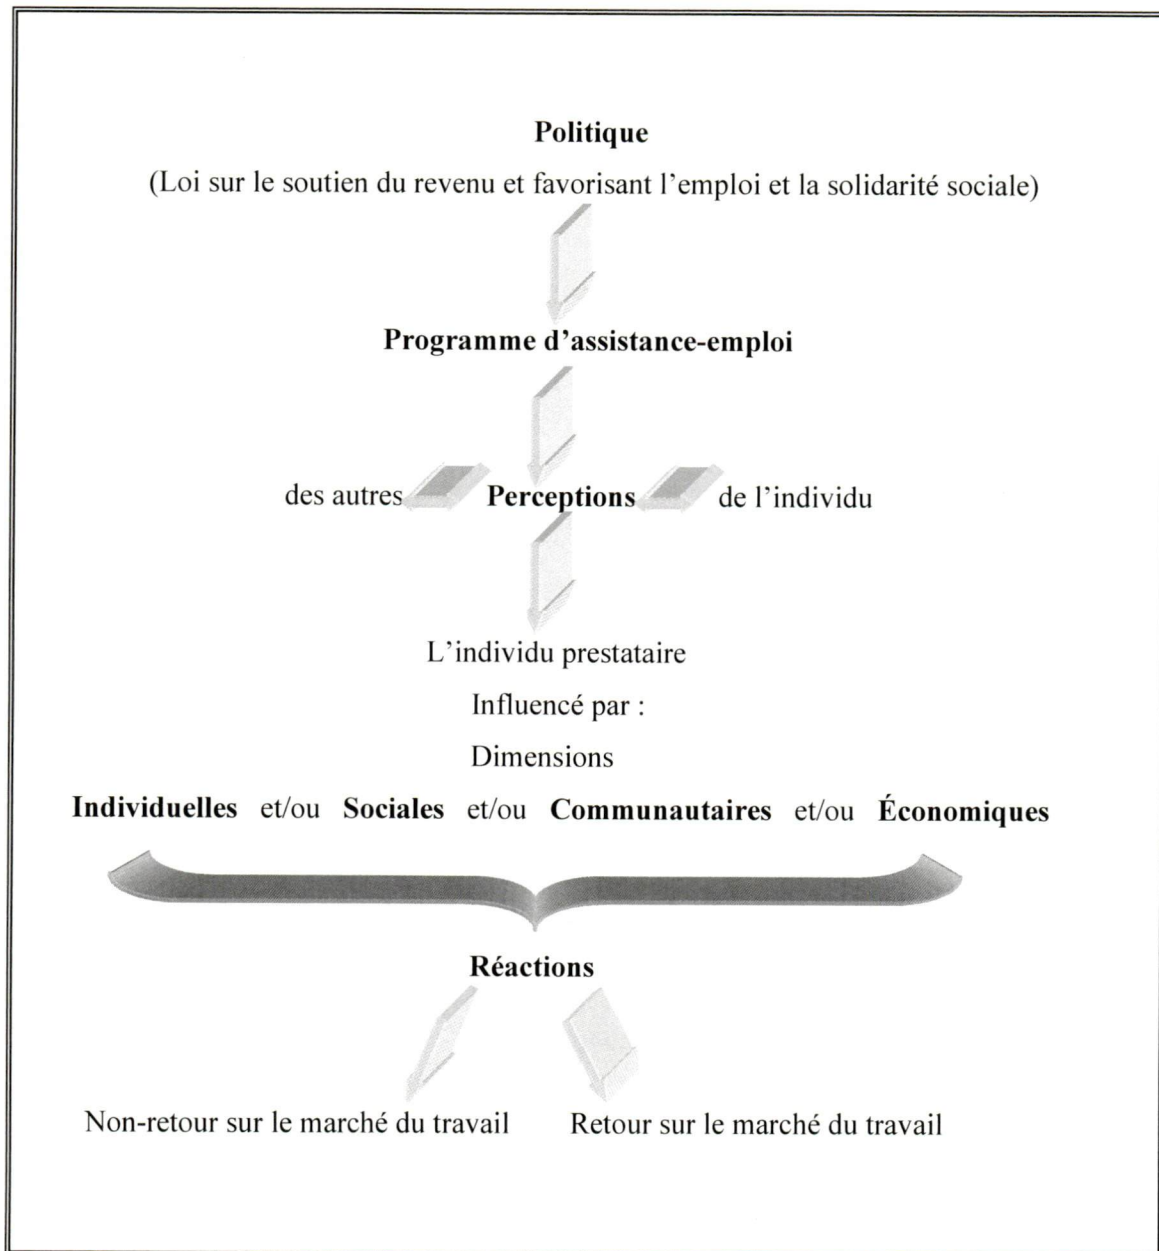 Politique
(Loi sur le soutien du revenu et favorisant l'emploi et la solidarité sociale)
Programme d'assistance-emploi
des autres Perceptions de l'individu
L'individu prestataire
Influencé par :
Dimensions
Individuelles et/ou Sociales et/ou Communautaires et/ou Économiques
Réactions
Non-retour sur le marché du travail Retour sur le marché du travail